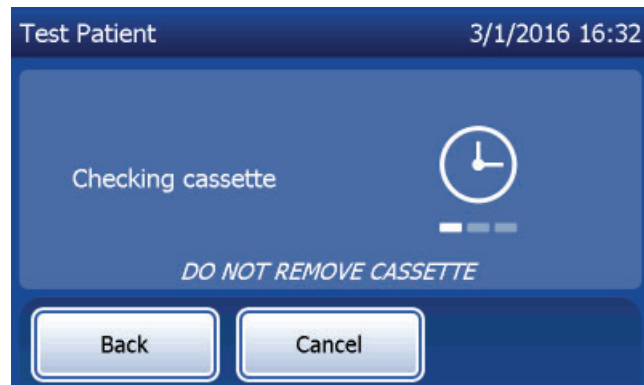 Test Patient 3/1/2016 16:32
Checking cassette
DO NOT REMOVE CASSETTE
Back Cancel